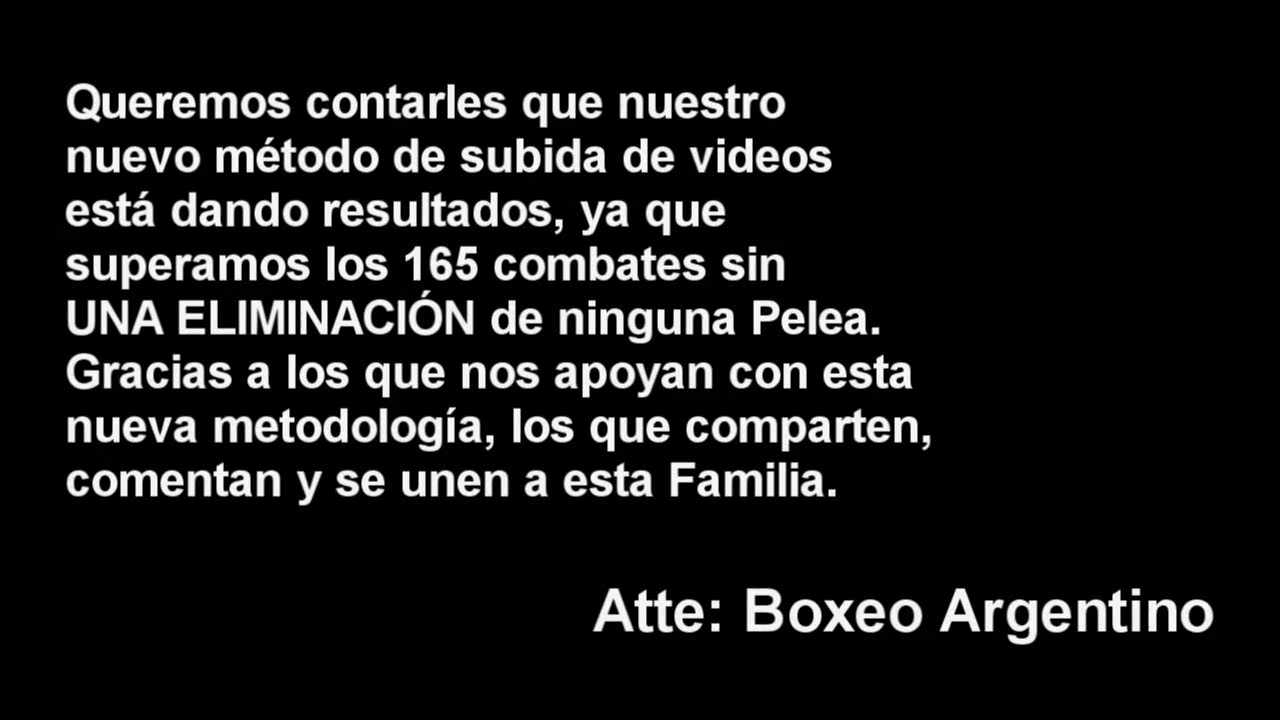 Queremos contarles que nuestro
nuevo método de subida de videos
está dando resultados, ya que
superamos los 165 combates sin
UNA ELIMINACIÓN de ninguna Pelea.
Gracias a los que nos apoyan con esta
nueva metodología, los que comparten,
comentan y se unen a esta Familia.
Atte: Boxeo Argentino